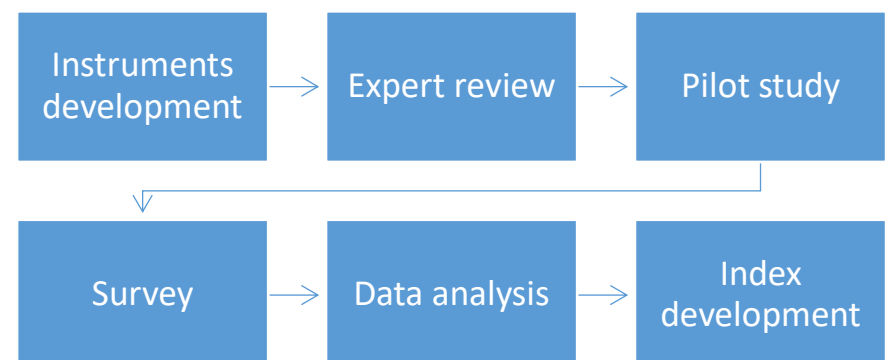 Instruments
development
Expert review
Pilot study
Survey
Data analysis
Index
development